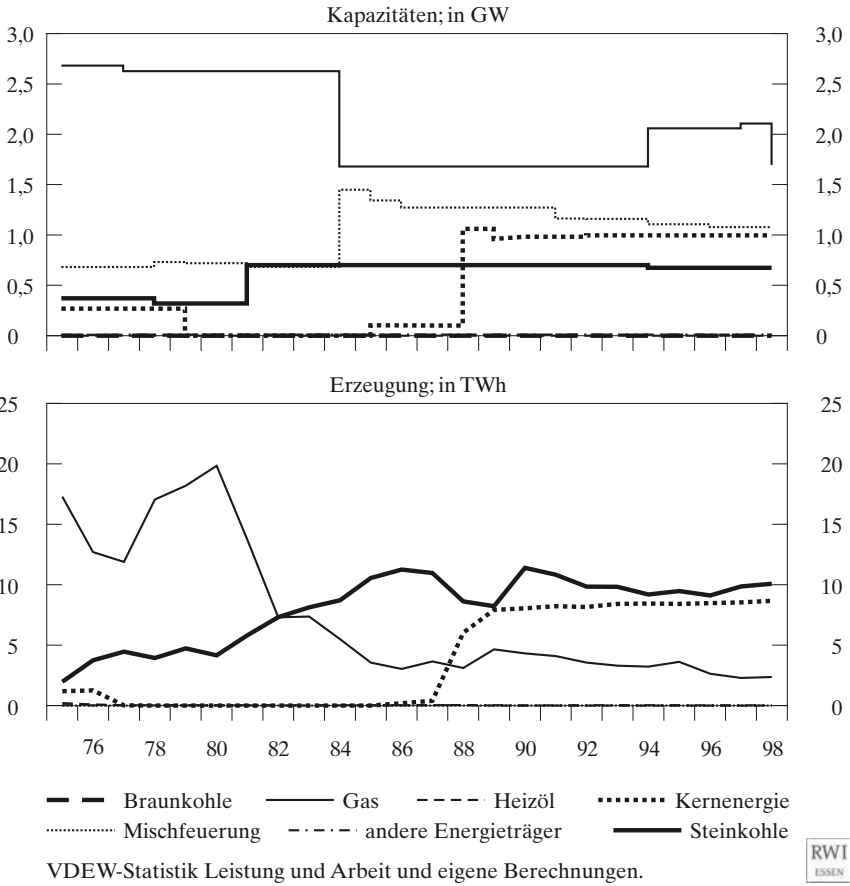 Kapazitäten; in GW
3,0 3,0
2,5 2,5
2,0 2,0
1,5 1,5
1,0 1,0
0,5 0,5
0 0
Erzeugung; in TWh
25 25
20 20
15 15
10 10
5 5
0 0
76 78 80 82 84 86 88 90 92 94 96 98
Braunkohle Gas Heizöl Kernenergie
Mischfeuerung andere Energieträger Steinkohle
VDEW-Statistik Leistung und Arbeit und eigene Berechnungen.
RWI
ESSEN